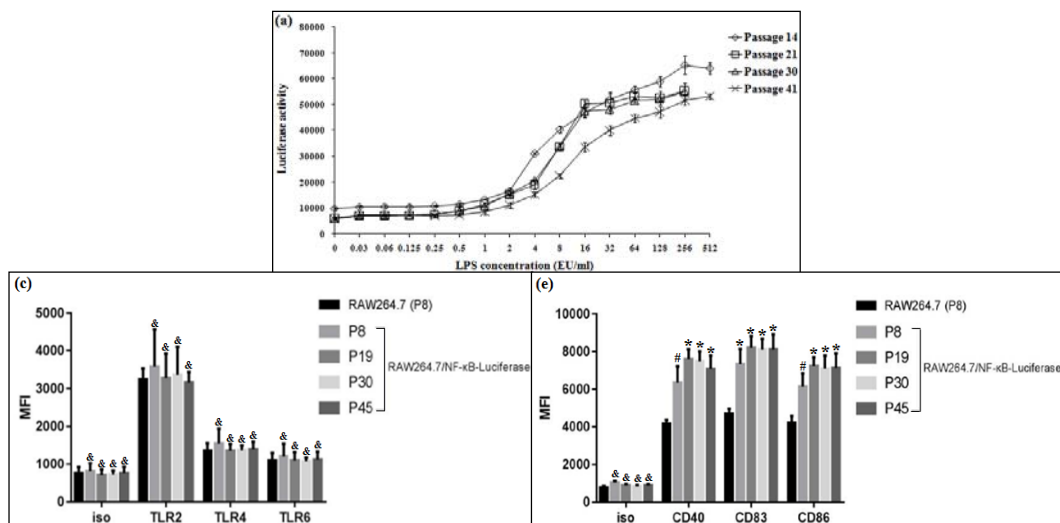 (a)
80000
70000
60000
50000
40000
30000
20000
10000
0
Luciferase activity
Passage 14
Passage 21
Passage 30
Passage 41
0 0.03 0.06 0.125 0.25 0.5 1 2 4 8 16 32 64 128 256 512
LPS concentration (EU/ml)
(c)
5000
4000
3000
2000
1000
0
MFI
& & & &
& & & &
& & & &
& & & &
iso TLR2 TLR4 TLR6
RAW264.7 (P8)
P8
P19
P30
P45
RAW264.7/NF-κB-Luciferase
(e)
10000
8000
6000
4000
2000
0
MFI
& & & &
# * * *
* * * *
# * * *
iso CD40 CD83 CD86
RAW264.7 (P8)
P8
P19
P30
P45
RAW264.7/NF-κB-Luciferase